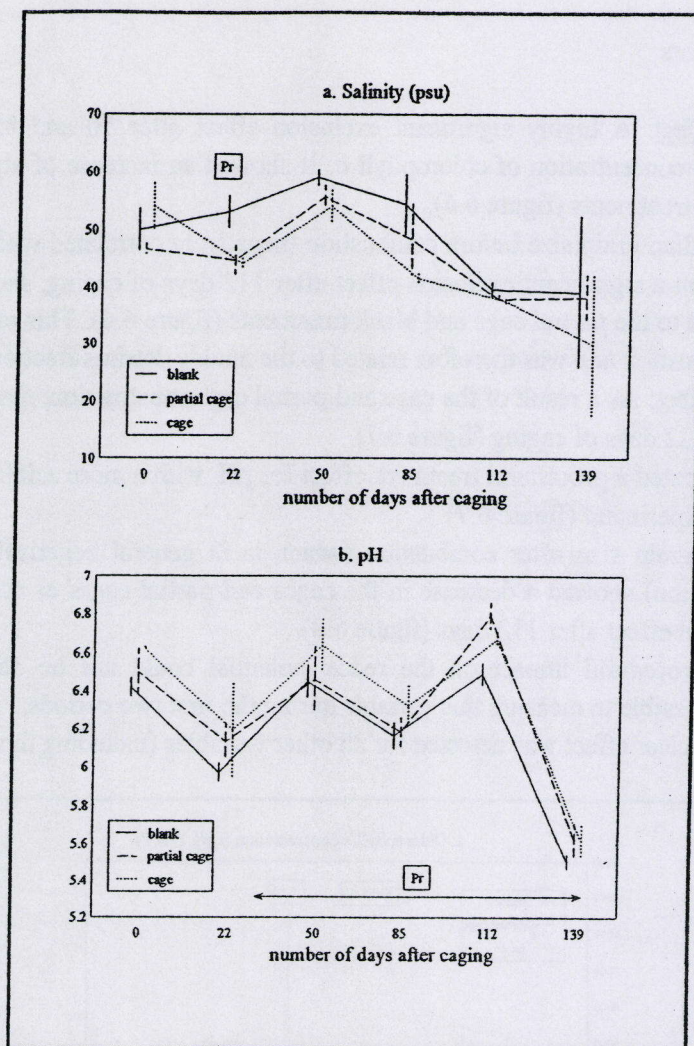 a. Salinity (psu)
70
60
Pr
50
40
30
blank
partial cage
20
cage
10
0 22 50 85 112 139
number of days after caging
b. pH
7
6.8
6.6
6.4
6.2
6
5.8
blank
5.6
partial cage
Pr
5.4
cage
5.2
0 22 50 85 112 139
number of days after caging